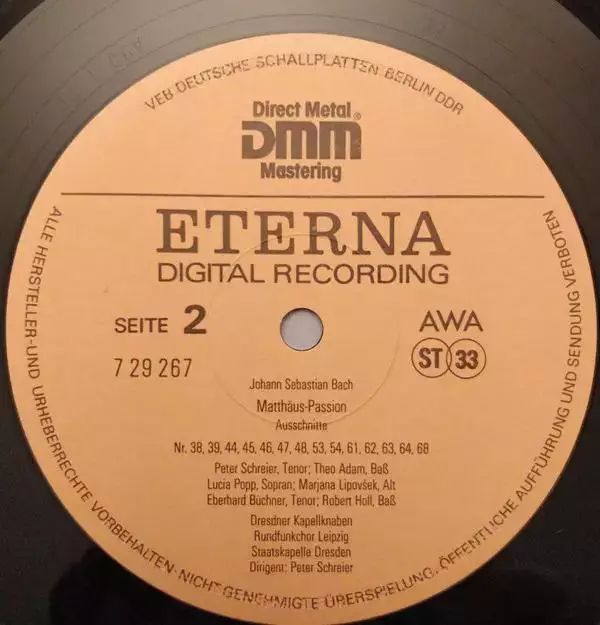 VEB DEUTSCHE SCHALLPLATTEN BERLIN DDR
Direct Metal®
DMM
Mastering
ETERNA
DIGITAL RECORDING
SEITE 2
AWA
7 29 267
ST 33
Johann Sebastian Bach
Matthäus-Passion
Ausschnitte
Nr. 38, 39, 44, 45, 46, 47, 48, 53, 54, 61, 62, 63, 64, 68
Peter Schreier, Tenor; Theo Adam, Baß
Lucia Popp, Sopran; Marjana Lipovšek, Alt
Eberhard Büchner, Tenor; Robert Holl, Baß
Dresdner Kapellknaben
Rundfunkchor Leipzig
Staatskapelle Dresden
Dirigent: Peter Schreier
ALLE HERSTELLER- UND URHEBERRECHTE VORBEHALTEN · NICHT GENEHMIGTE ÜBERSPIELUNG, ÖFFENTLICHE AUFFÜHRUNG UND SENDUNG VERBOTEN